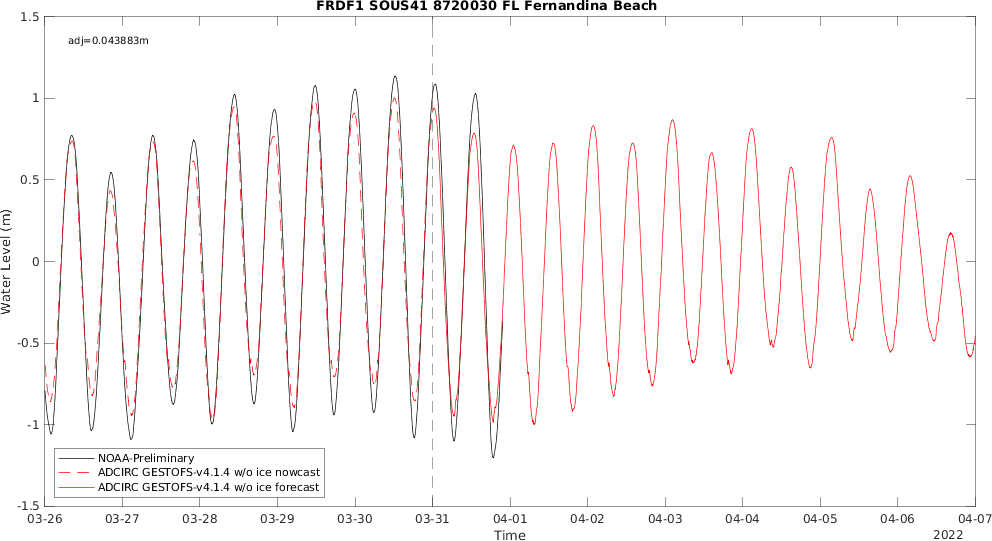 FRDF1 SOUS41 8720030 FL Fernandina Beach
1.5
adj=0.043883m
1
0.5
0
-0.5
-1
-1.5
Water Level (m)
NOAA-Preliminary
ADCIRC GESTOFS-v4.1.4 w/o ice nowcast
ADCIRC GESTOFS-v4.1.4 w/o ice forecast
03-26 03-27 03-28 03-29 03-30 03-31 04-01 04-02 04-03 04-04 04-05 04-06 04-07
Time
2022